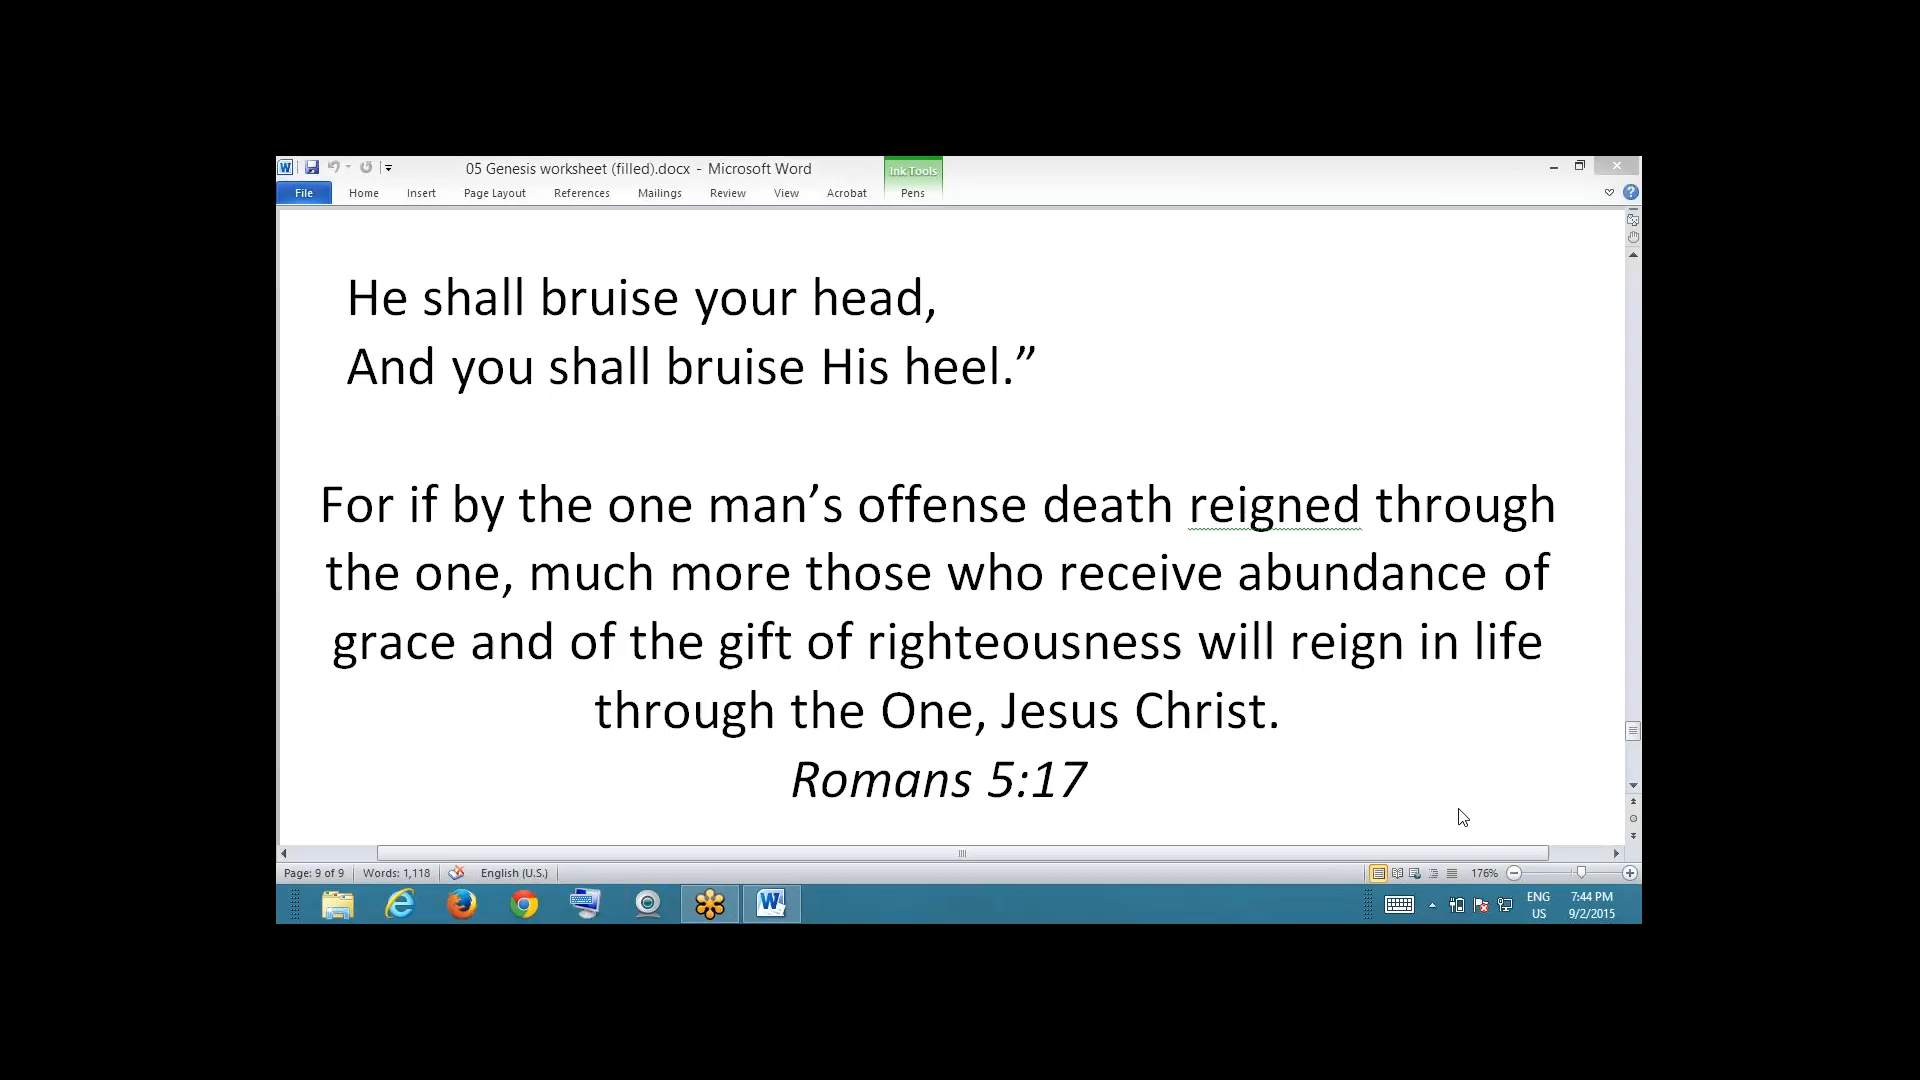 05 Genesis worksheet (filled).docx - Microsoft Word
Ink Tools
File Home Insert Page Layout References Mailings Review View Acrobat Pens
He shall bruise your head,
And you shall bruise His heel.”
For if by the one man’s offense death reigned through
the one, much more those who receive abundance of
grace and of the gift of righteousness will reign in life
through the One, Jesus Christ.
Romans 5:17
Page: 9 of 9 Words: 1,118 English (U.S.) 176%
ENG 7:44 PM
US 9/2/2015